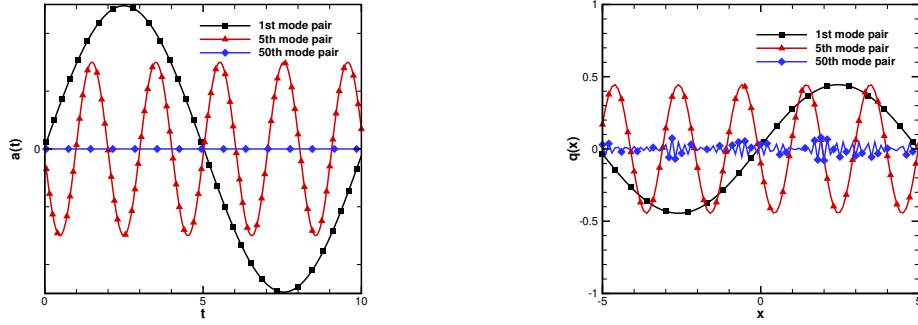 1st mode pair
5th mode pair
50th mode pair
a(t)
0
0
5
10
t
1st mode pair
5th mode pair
50th mode pair
q(x)
1
0.5
0
-0.5
-1
-5
0
5
x